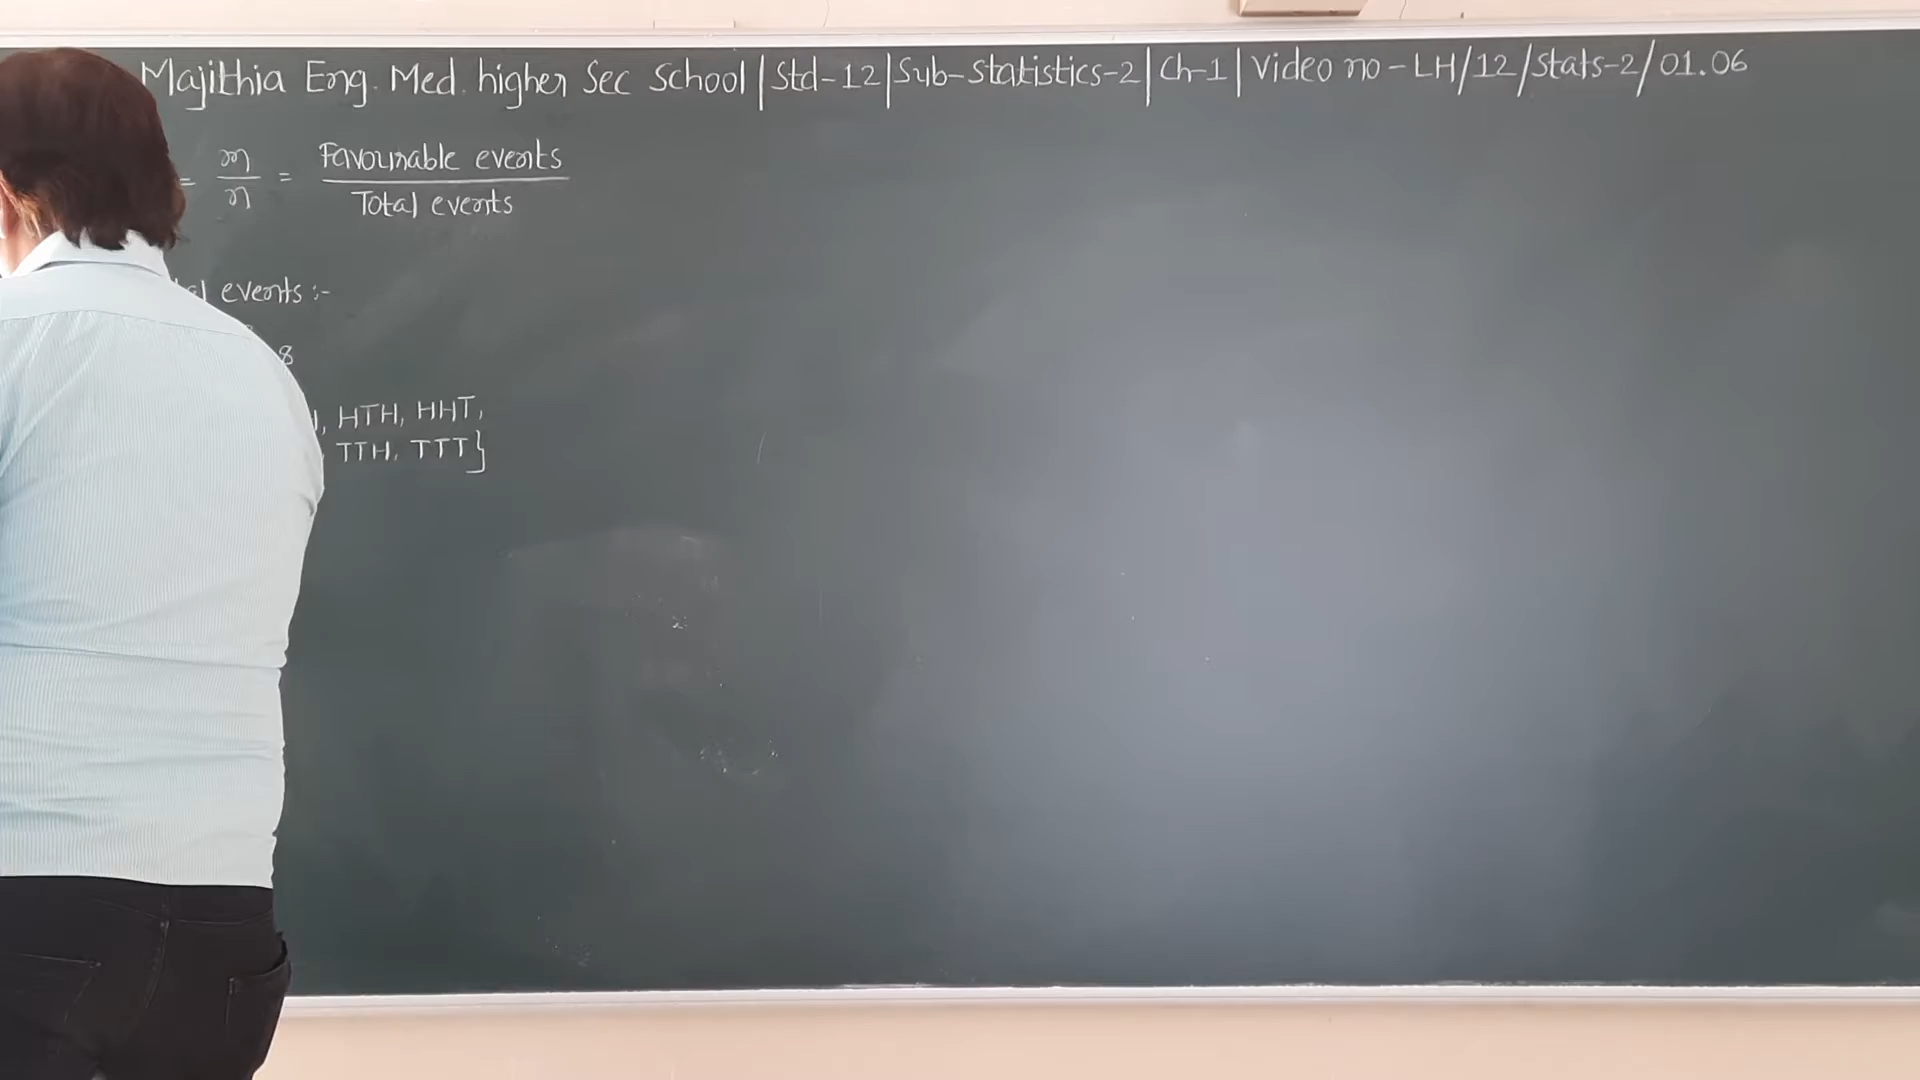 Majithia Eng. Med. higher Sec School | Std-12 | Sub-Statistics-2 | Ch-1 | Video no - LH/12/Stats-2/01.06
= m/n = Favourable events / Total events
events :-
8
HTH, HHT,
TTH, TTT}